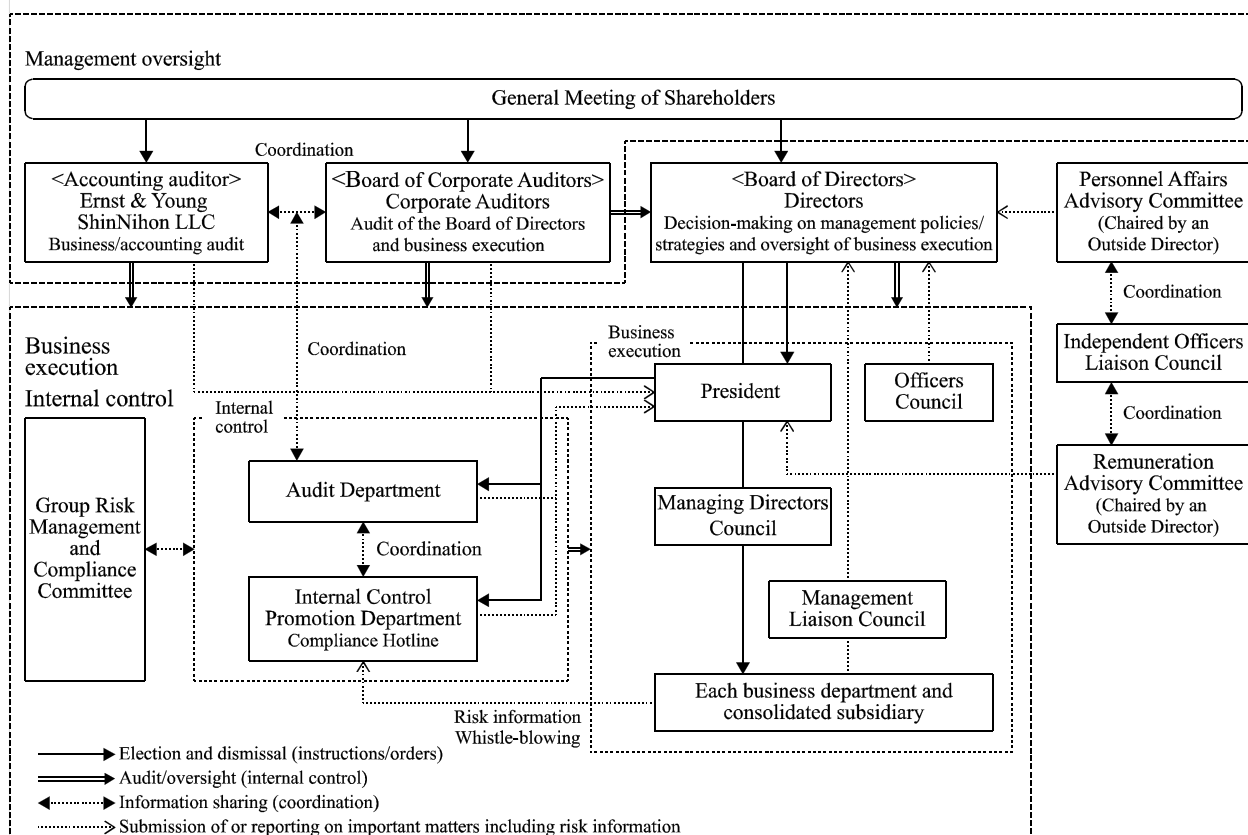 Management oversight
General Meeting of Shareholders
Coordination
<Accounting auditor>
Ernst & Young
ShinNihon LLC
Business/accounting audit
<Board of Corporate Auditors>
Corporate Auditors
Audit of the Board of Directors
and business execution
<Board of Directors>
Directors
Decision-making on management policies/
strategies and oversight of business execution
Personnel Affairs
Advisory Committee
(Chaired by an
Outside Director)
Coordination
Independent Officers
Liaison Council
Coordination
Remuneration
Advisory Committee
(Chaired by an
Outside Director)
Business
execution
Internal control
Coordination
Business
execution
President
Officers
Council
Internal
control
Group Risk
Management
and
Compliance
Committee
Audit Department
Coordination
Internal Control
Promotion Department
Compliance Hotline
Managing Directors
Council
Management
Liaison Council
Each business department and
consolidated subsidiary
Risk information
Whistle-blowing
Election and dismissal (instructions/orders)
Audit/oversight (internal control)
Information sharing (coordination)
Submission of or reporting on important matters including risk information